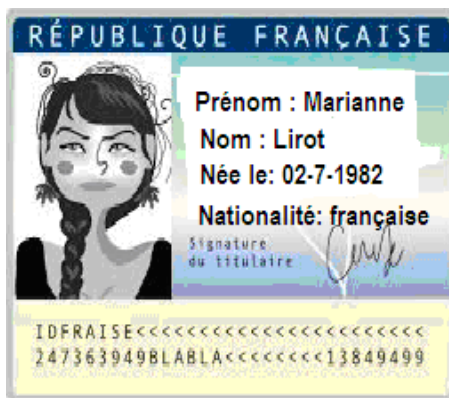 RÉPUBLIQUE FRANÇAISE
Prénom : Marianne
Nom : Lirot
Née le: 02-7-1982
Nationalité: française
Signature
du titulaire
IDFRAISE<<<<<<<<<<<<<<<<<<<<<<<<
247363949BLABLA<<<<<<<<13849499